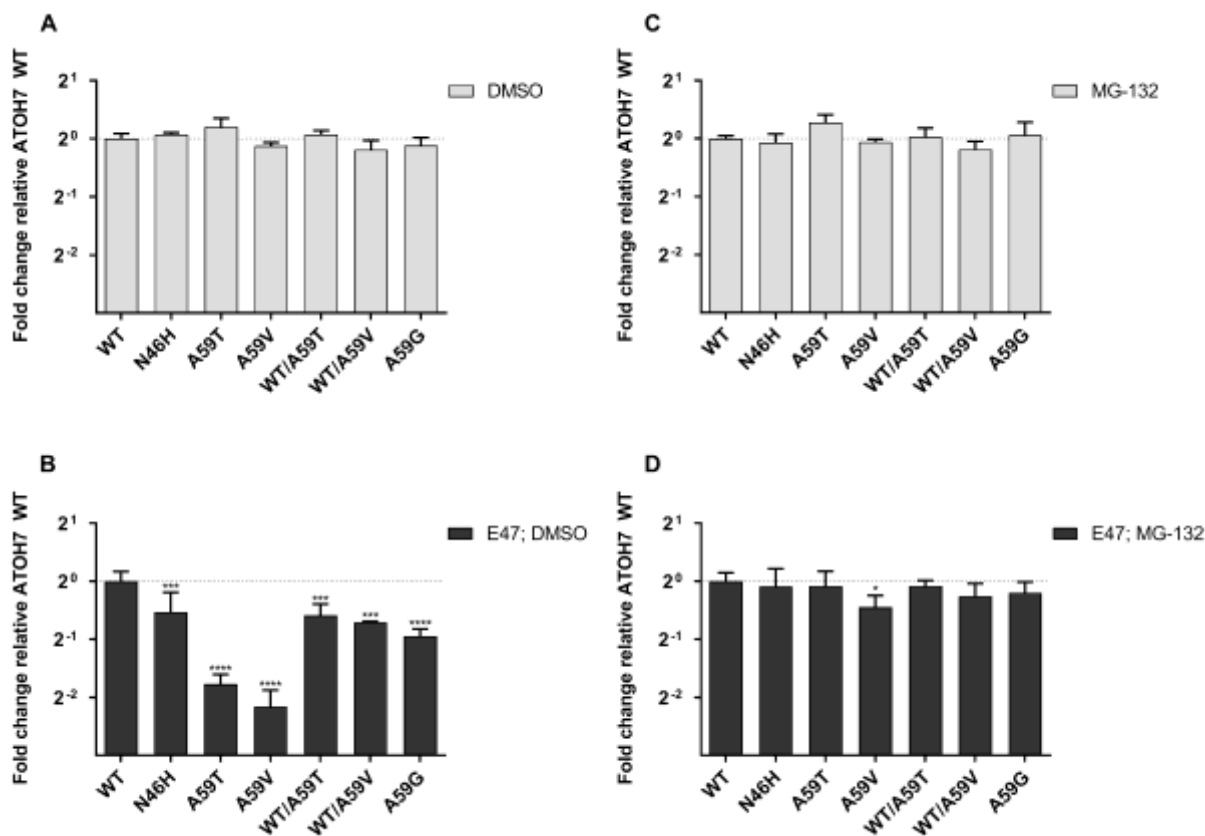 A
Fold change relative ATOH7 WT
2^1
2^0
2^-1
2^-2
DMSO
WT
N46H
A59T
A59V
WT/A59T
WT/A59V
A59G
C
Fold change relative ATOH7 WT
2^1
2^0
2^-1
2^-2
MG-132
WT
N46H
A59T
A59V
WT/A59T
WT/A59V
A59G
B
Fold change relative ATOH7 WT
2^1
2^0
2^-1
2^-2
E47; DMSO
***
****
****
***
***
****
WT
N46H
A59T
A59V
WT/A59T
WT/A59V
A59G
D
Fold change relative ATOH7 WT
2^1
2^0
2^-1
2^-2
E47; MG-132
*
WT
N46H
A59T
A59V
WT/A59T
WT/A59V
A59G